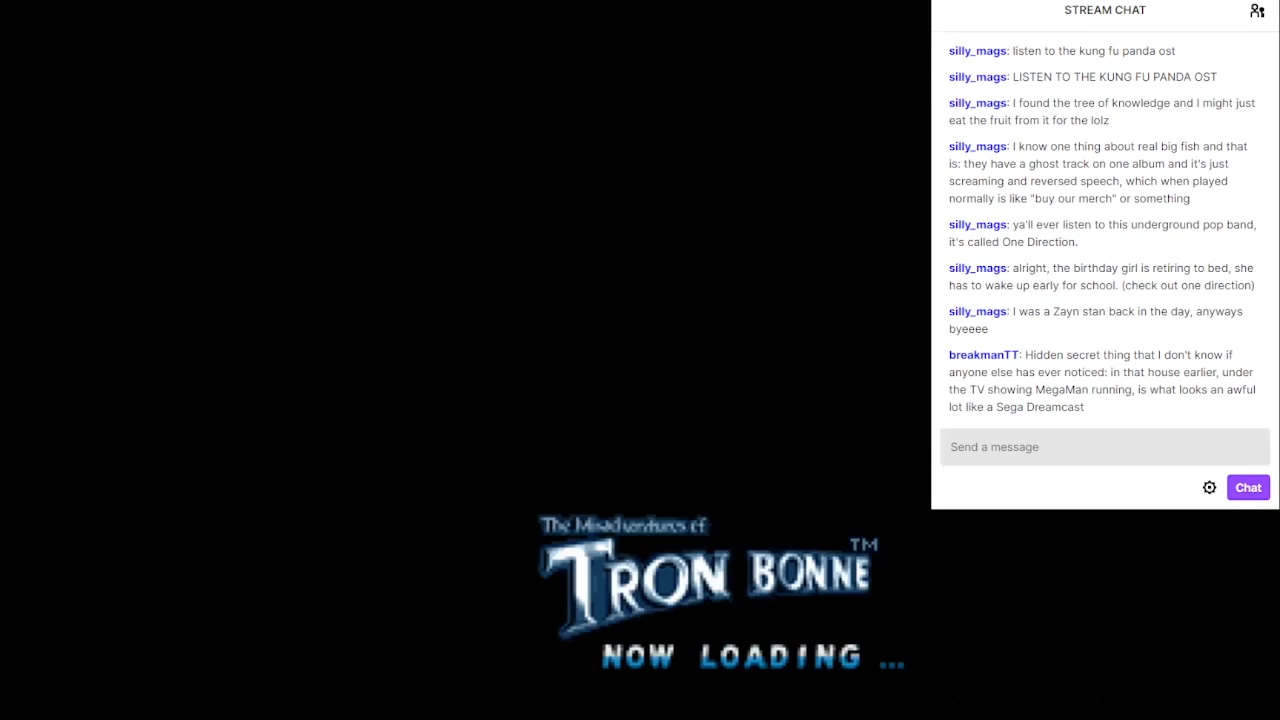 STREAM CHAT
silly_mags: listen to the kung fu panda ost
silly_mags: LISTEN TO THE KUNG FU PANDA OST
silly_mags: I found the tree of knowledge and I might just
eat the fruit from it for the lolz
silly_mags: I know one thing about real big fish and that
is: they have a ghost track on one album and it's just
screaming and reversed speech, which when played
normally is like "buy our merch" or something
silly_mags: ya'll ever listen to this underground pop band,
it's called One Direction.
silly_mags: alright, the birthday girl is retiring to bed, she
has to wake up early for school. (check out one direction)
silly_mags: I was a Zayn stan back in the day, anyways
byeeee
breakmanTT: Hidden secret thing that I don't know if
anyone else has ever noticed: in that house earlier, under
the TV showing MegaMan running, is what looks an awful
lot like a Sega Dreamcast
Send a message
Chat
The Misadventures of
TRON BONNE™
NOW LOADING ...